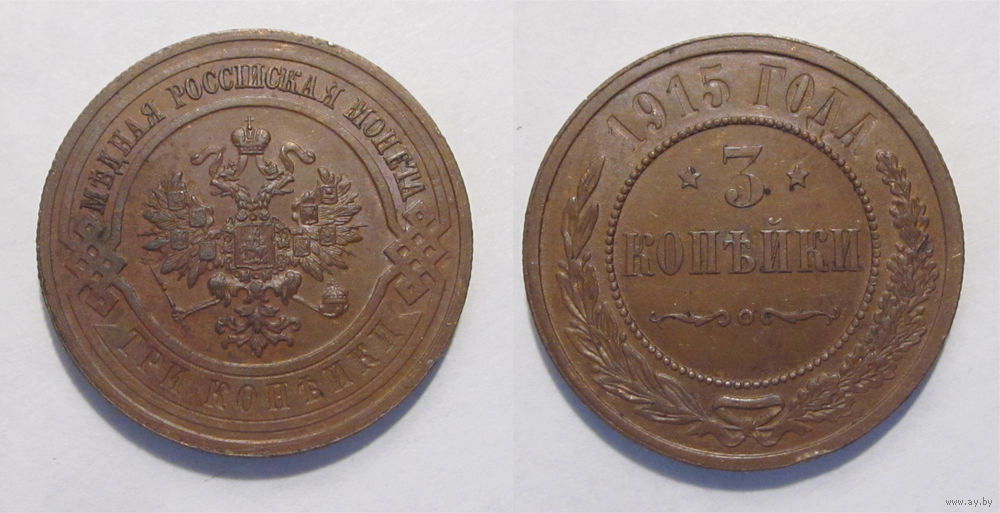 МѢДНАЯ РОССІЙСКАЯ МОНЕТА
ТРИ КОПѢЙКИ
1915 ГОДА
3
КОПѢЙКИ
www.ay.by